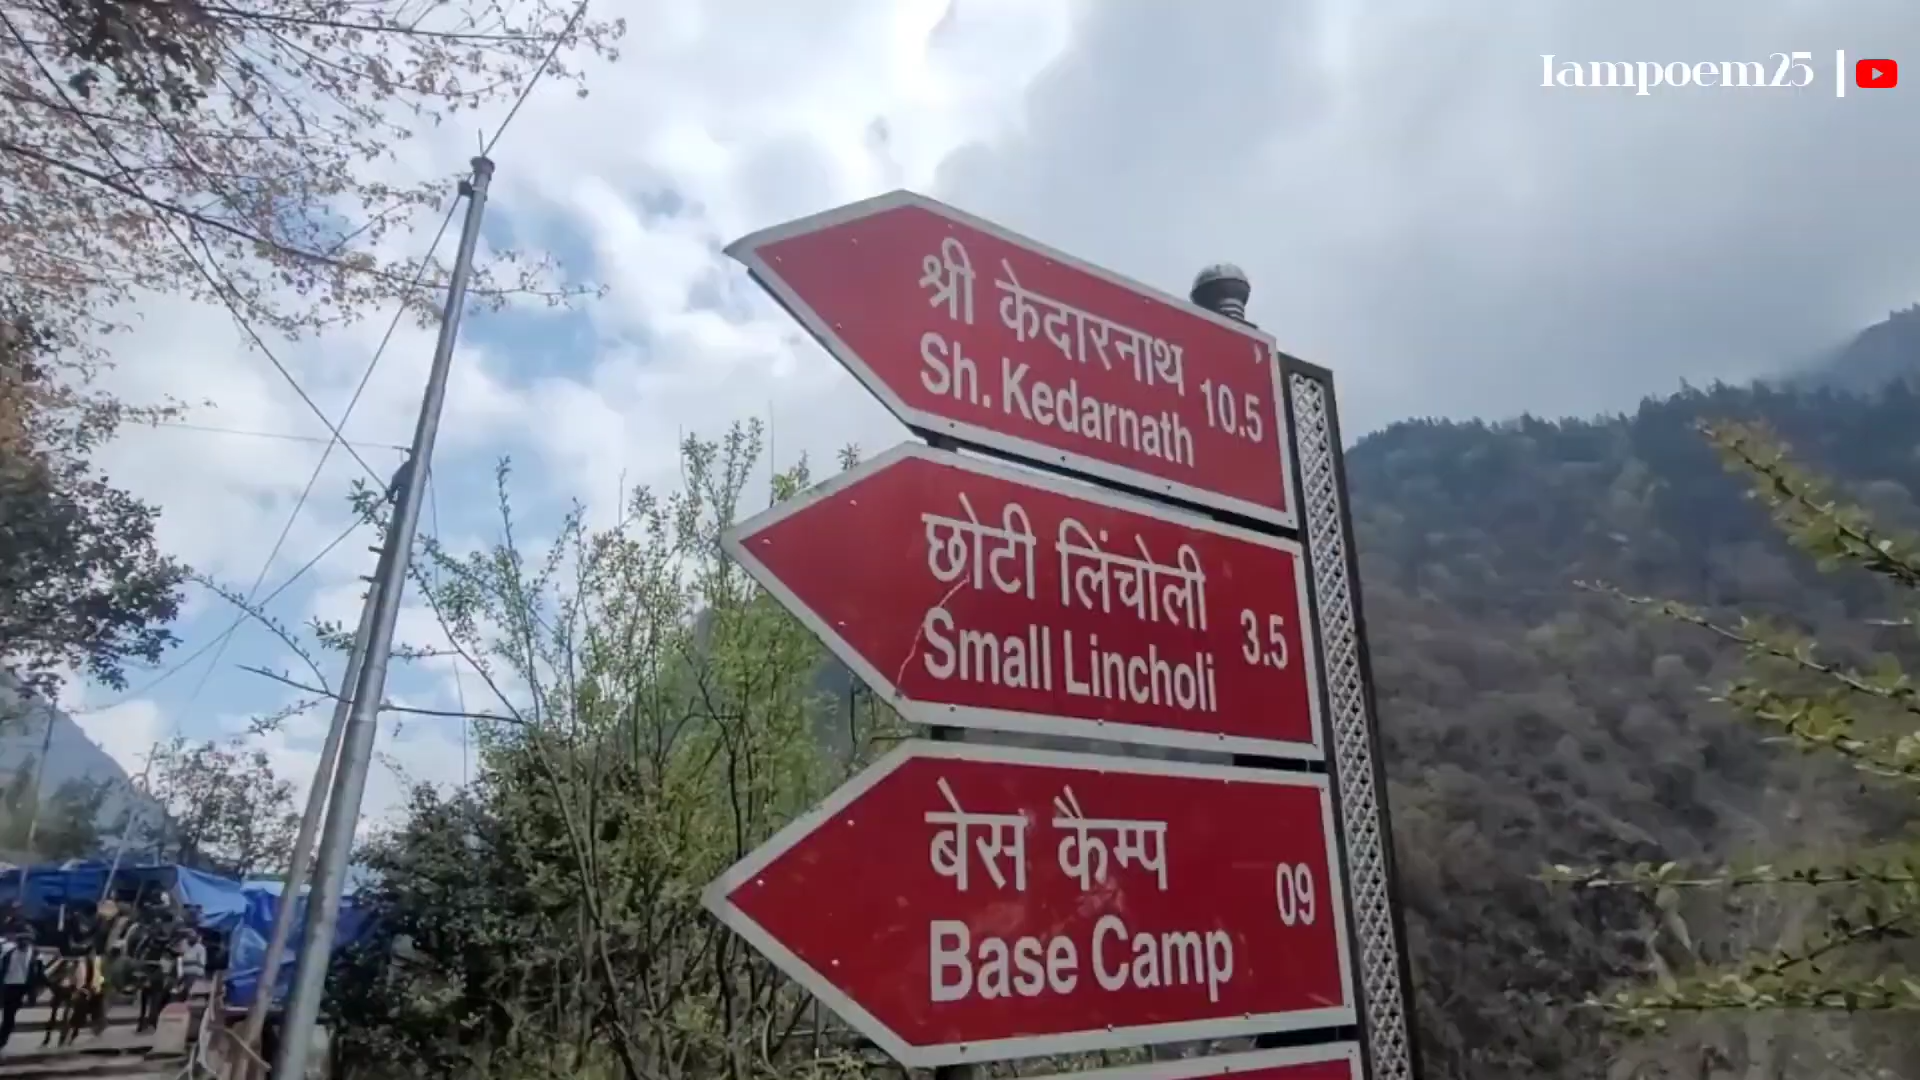 Iampoem25
श्री केदारनाथ
Sh. Kedarnath 10.5
छोटी लिंचोली
Small Lincholi 3.5
बेस कैम्प
Base Camp 09